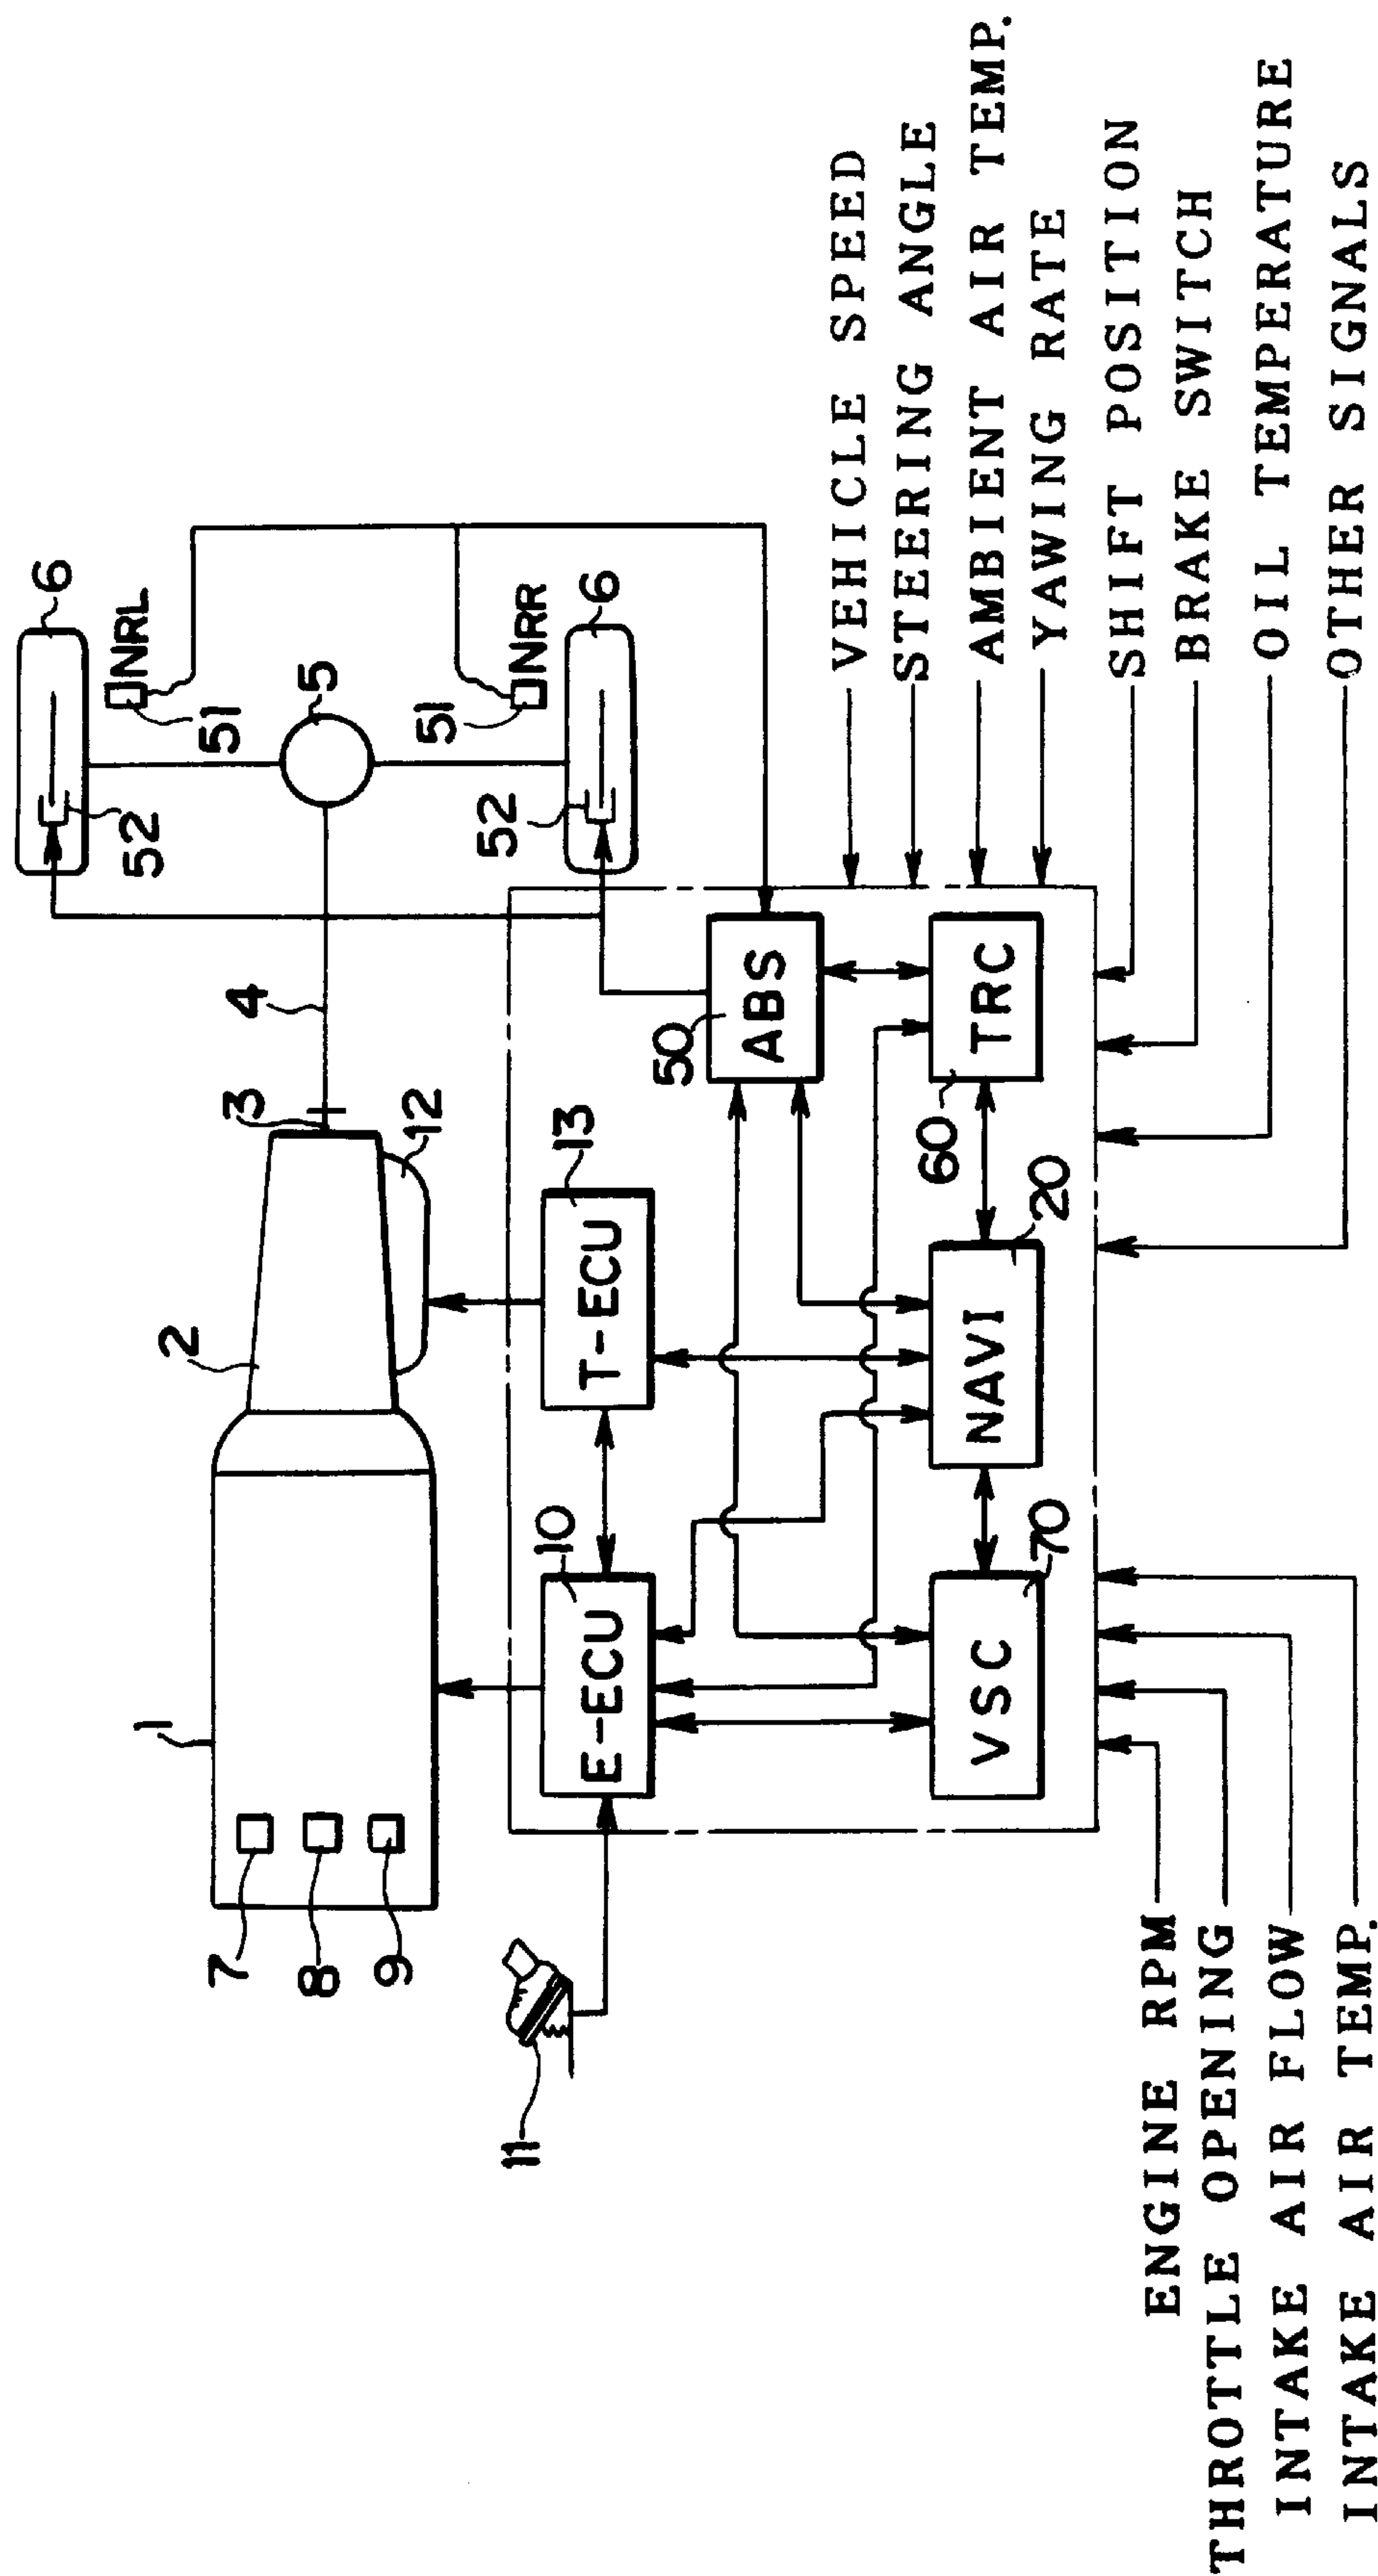 1
2
3
4
5
6
6
NRL
51
NRR
51
52
52
7
8
9
10
11
12
13
E-ECU
T-ECU
50
ABS
VSC
70
NAVI
20
60
TRC
ENGINE RPM
THROTTLE OPENING
INTAKE AIR FLOW
INTAKE AIR TEMP.
VEHICLE SPEED
STEERING ANGLE
AMBIENT AIR TEMP.
YAWING RATE
SHIFT POSITION
BRAKE SWITCH
OIL TEMPERATURE
OTHER SIGNALS